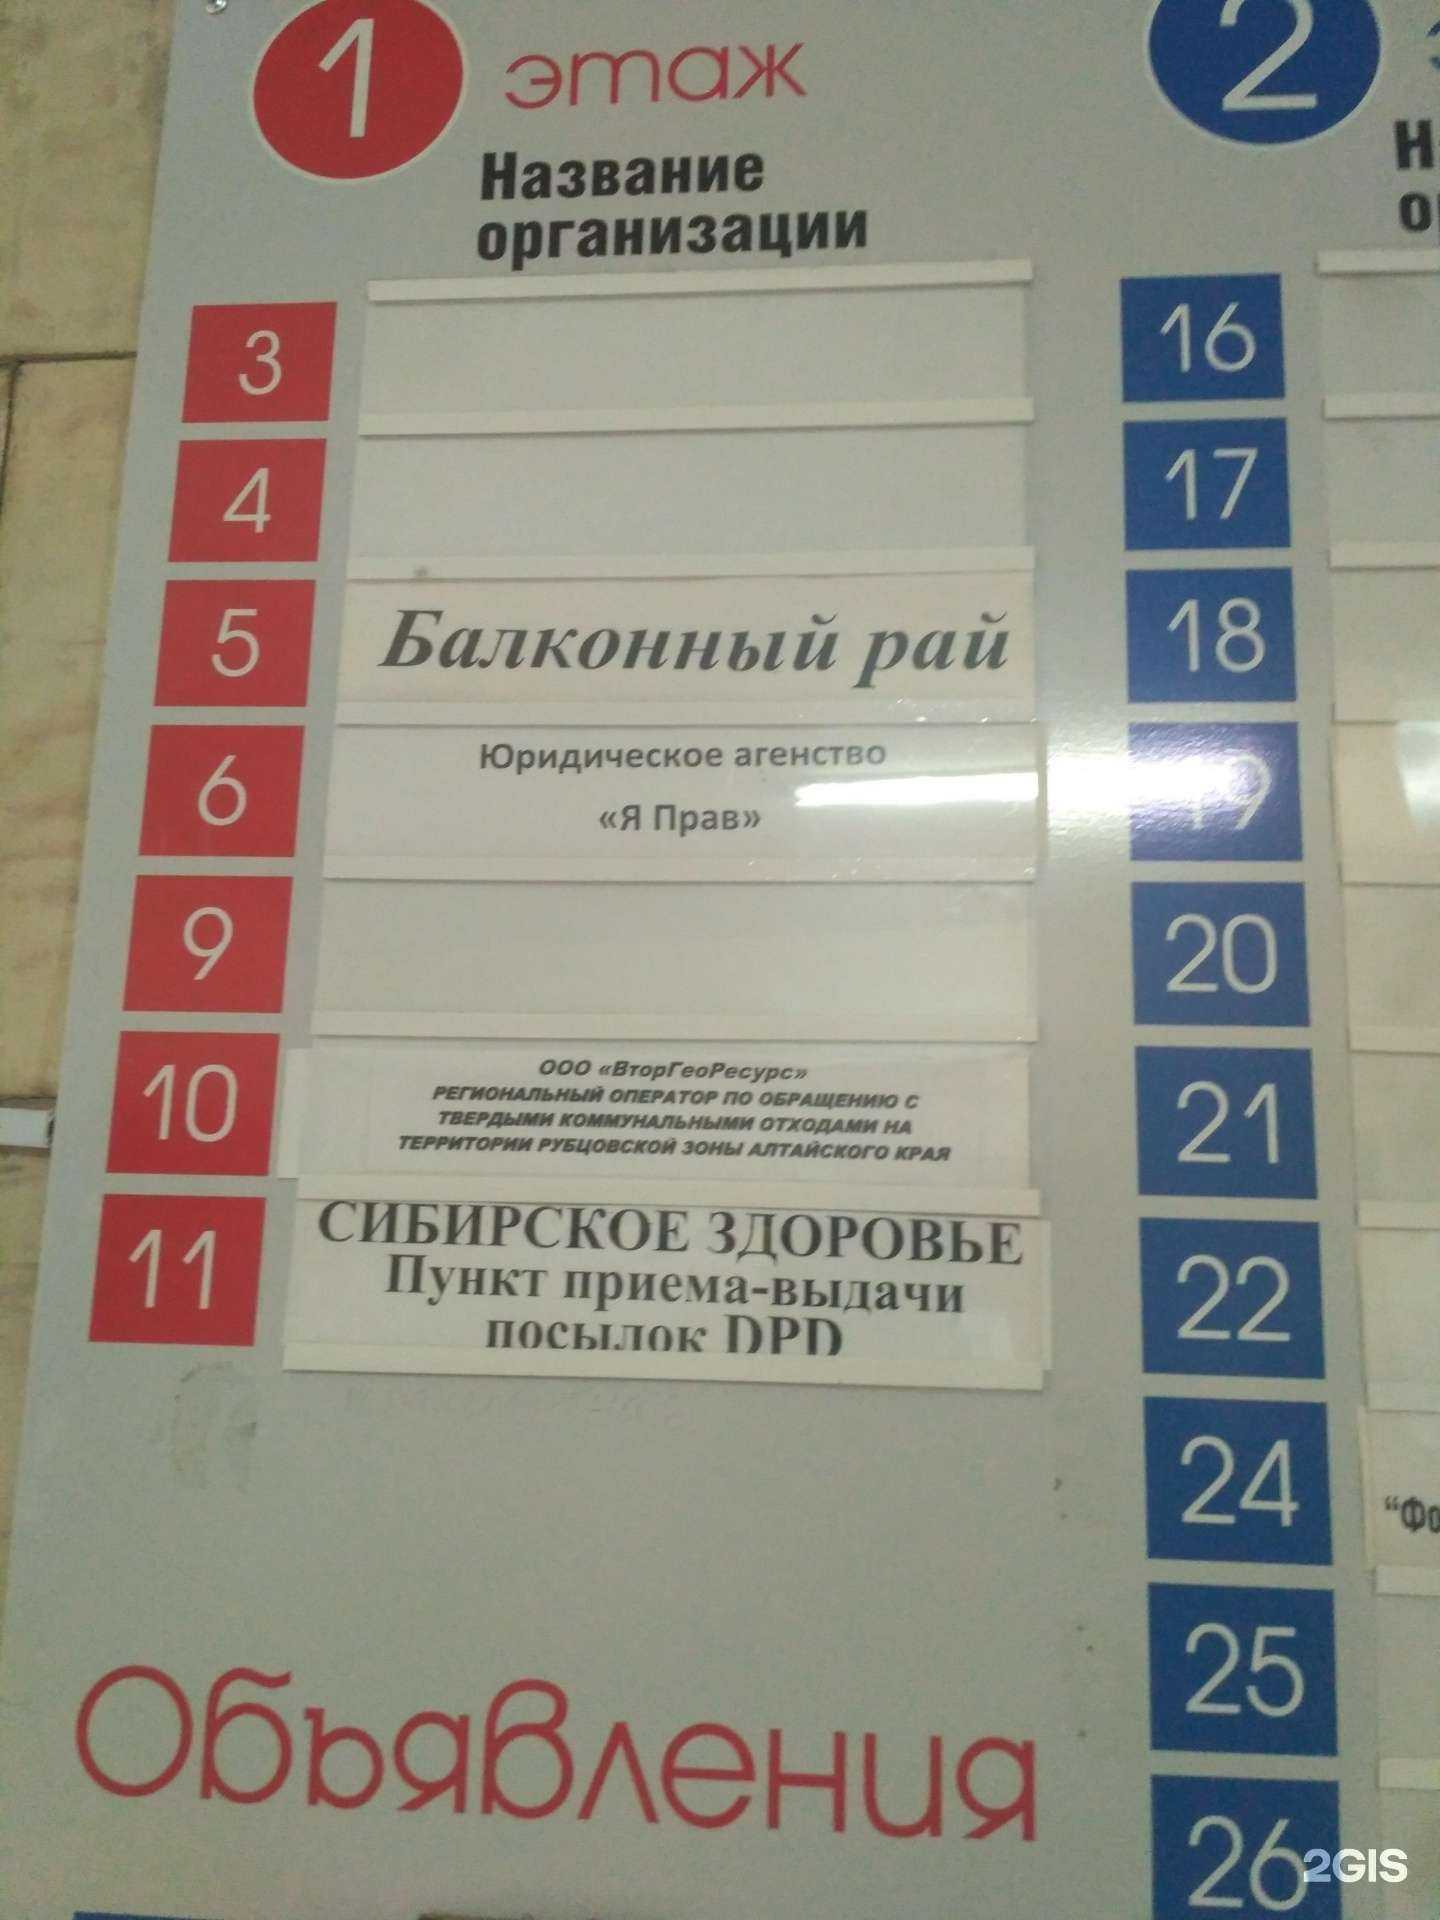 1 этаж
Название
организации
3
4
5 Балконный рай
6 Юридическое агенство
«Я Прав»
9
10 ООО «ВторГеоРесурс»
РЕГИОНАЛЬНЫЙ ОПЕРАТОР ПО ОБРАЩЕНИЮ С
ТВЕРДЫМИ КОММУНАЛЬНЫМИ ОТХОДАМИ НА
ТЕРРИТОРИИ РУБЦОВСКОЙ ЗОНЫ АЛТАЙСКОГО КРАЯ
11 СИБИРСКОЕ ЗДОРОВЬЕ
Пункт приема-выдачи
посылок DPD
Объявления
2
16
17
18
19
20
21
22
24
25
26
2GIS